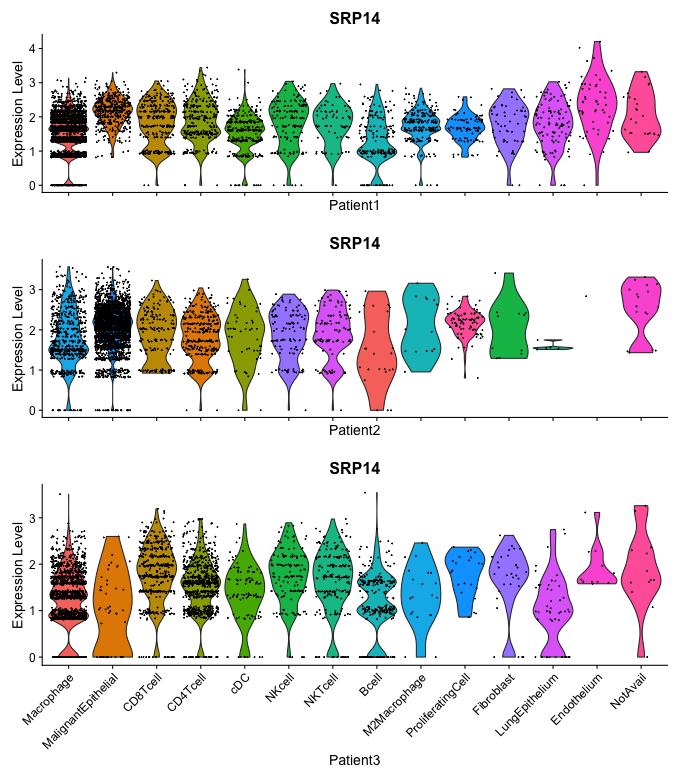 SRP14
Expression Level
4
3
2
1
0
Patient1
SRP14
Expression Level
3
2
1
0
Patient2
SRP14
Expression Level
3
2
1
0
Macrophage
MalignantEpithelial
CD8Tcell
CD4Tcell
cDC
NKcell
NKTcell
Bcell
M2Macrophage
ProliferatingCell
Fibroblast
LungEpithelium
Endothelium
NotAvail
Patient3